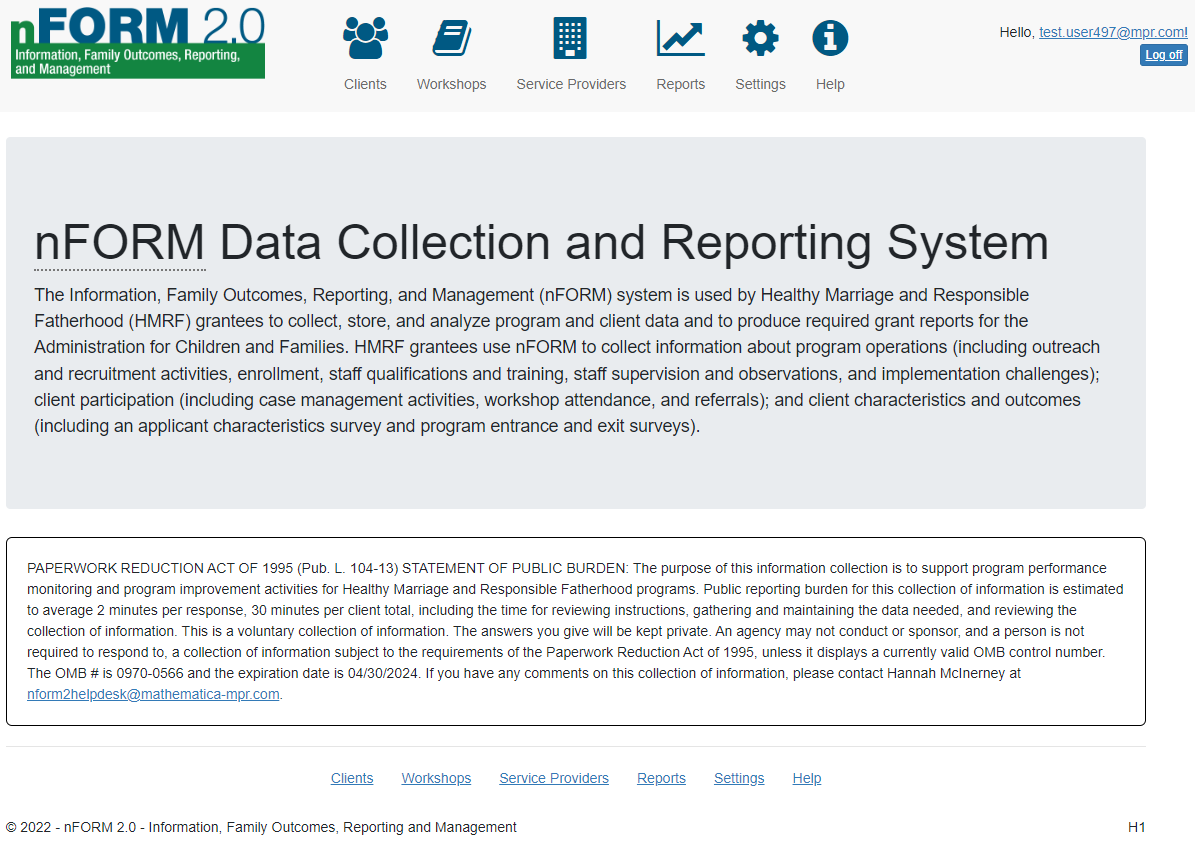 nFORM 2.0
Information, Family Outcomes, Reporting,
and Management
Clients
Workshops
Service Providers
Reports
Settings
Help
Hello, test.user497@mpr.com!
Log off
nFORM Data Collection and Reporting System
The Information, Family Outcomes, Reporting, and Management (nFORM) system is used by Healthy Marriage and Responsible
Fatherhood (HMRF) grantees to collect, store, and analyze program and client data and to produce required grant reports for the
Administration for Children and Families. HMRF grantees use nFORM to collect information about program operations (including outreach
and recruitment activities, enrollment, staff qualifications and training, staff supervision and observations, and implementation challenges);
client participation (including case management activities, workshop attendance, and referrals); and client characteristics and outcomes
(including an applicant characteristics survey and program entrance and exit surveys).
PAPERWORK REDUCTION ACT OF 1995 (Pub. L. 104-13) STATEMENT OF PUBLIC BURDEN: The purpose of this information collection is to support program performance
monitoring and program improvement activities for Healthy Marriage and Responsible Fatherhood programs. Public reporting burden for this collection of information is estimated
to average 2 minutes per response, 30 minutes per client total, including the time for reviewing instructions, gathering and maintaining the data needed, and reviewing the
collection of information. This is a voluntary collection of information. The answers you give will be kept private. An agency may not conduct or sponsor, and a person is not
required to respond to, a collection of information subject to the requirements of the Paperwork Reduction Act of 1995, unless it displays a currently valid OMB control number.
The OMB # is 0970-0566 and the expiration date is 04/30/2024. If you have any comments on this collection of information, please contact Hannah McInerney at
nform2helpdesk@mathematica-mpr.com.
Clients Workshops Service Providers Reports Settings Help
© 2022 - nFORM 2.0 - Information, Family Outcomes, Reporting and Management
H1